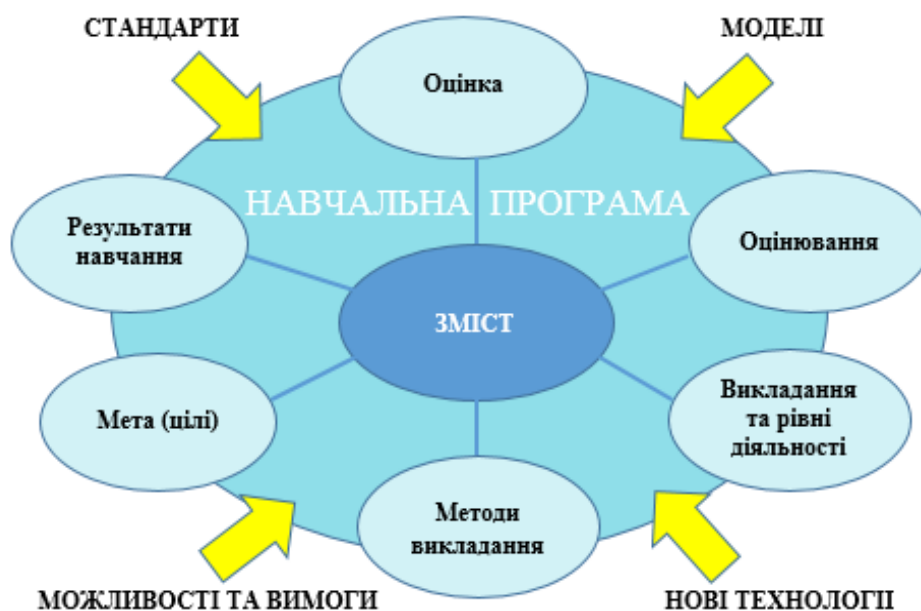 СТАНДАРТИ
МОДЕЛІ
Оцінка
НАВЧАЛЬНА ПРОГРАМА
Результати
навчання
Оцінювання
ЗМІСТ
Мета (цілі)
Викладання
та рівні
діяльності
Методи
викладання
МОЖЛИВОСТІ ТА ВИМОГИ
НОВІ ТЕХНОЛОГІЇ